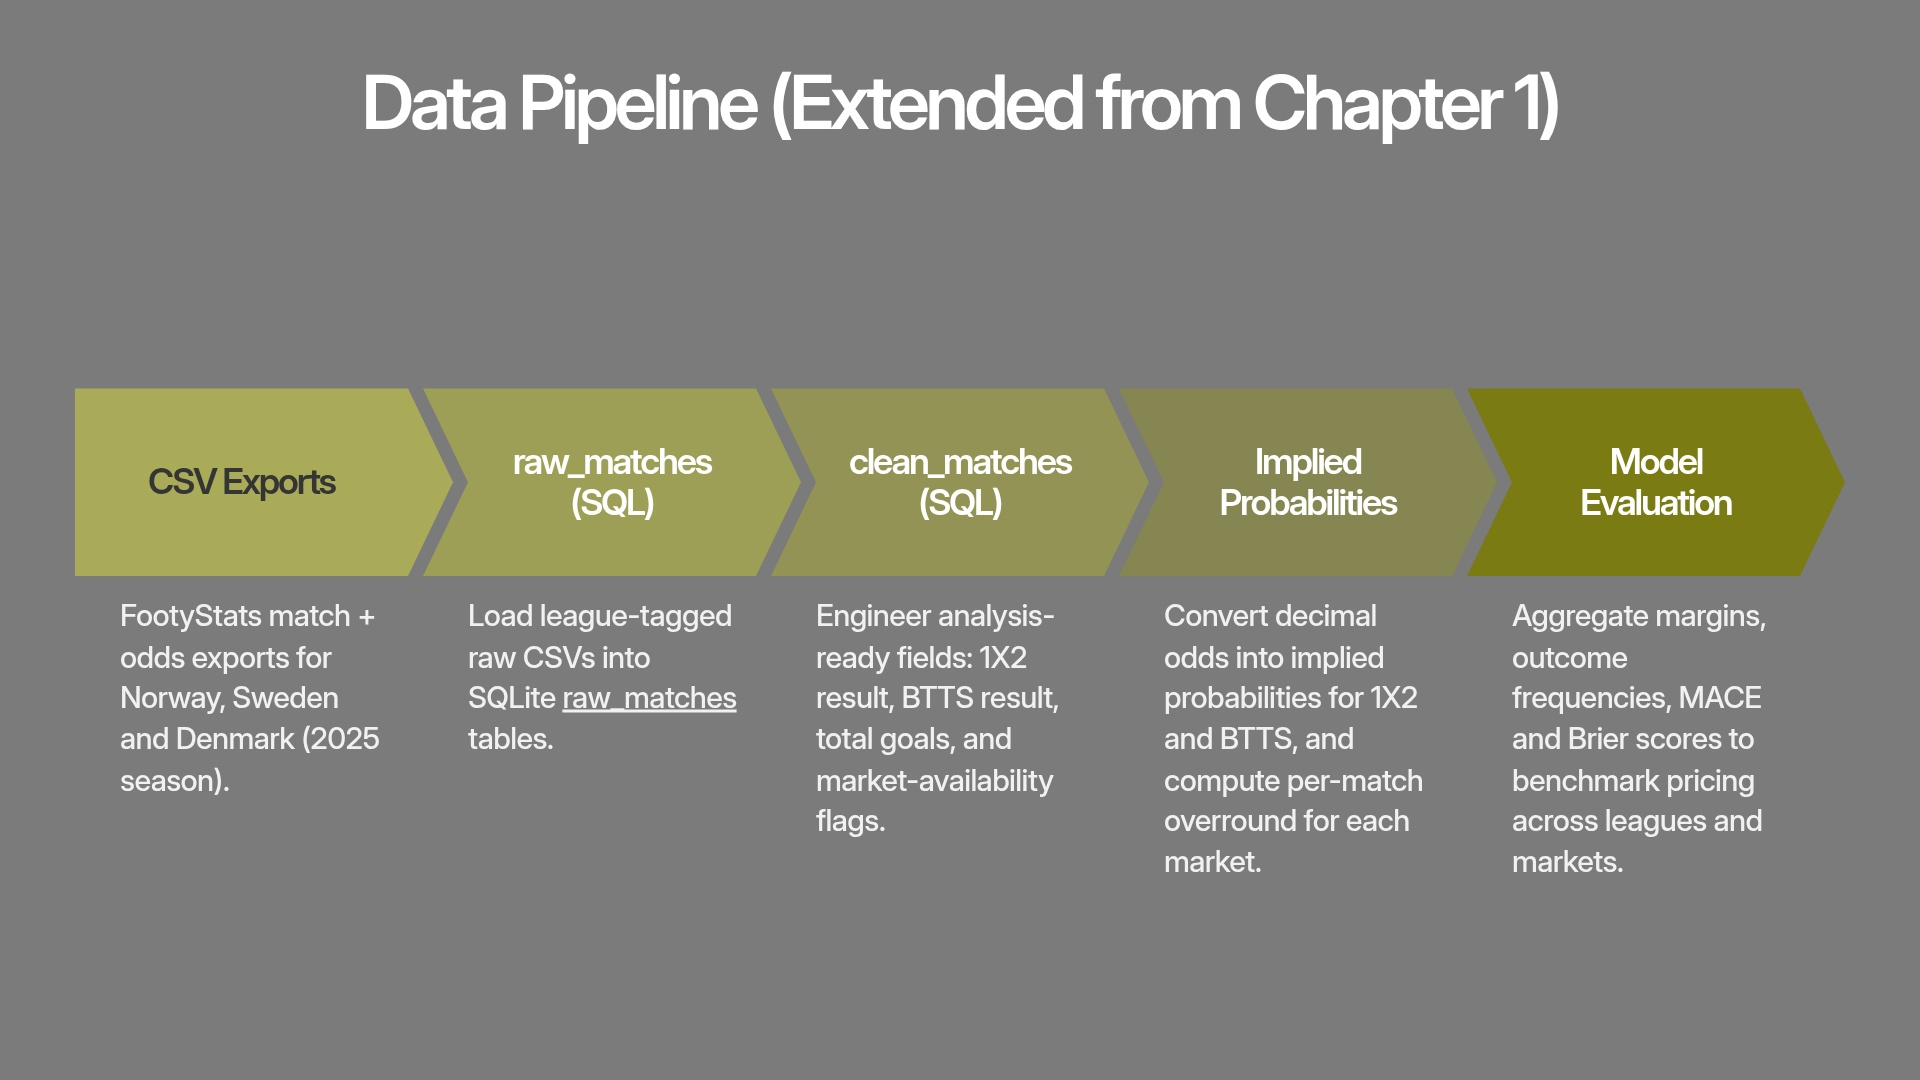 Data Pipeline (Extended from Chapter 1)
CSV Exports
FootyStats match +
odds exports for
Norway, Sweden
and Denmark (2025
season).
raw_matches
(SQL)
Load league-tagged
raw CSVs into
SQLite raw_matches
tables.
clean_matches
(SQL)
Engineer analysis-
ready fields: 1X2
result, BTTS result,
total goals, and
market-availability
flags.
Implied
Probabilities
Convert decimal
odds into implied
probabilities for 1X2
and BTTS, and
compute per-match
overround for each
market.
Model
Evaluation
Aggregate margins,
outcome
frequencies, MACE
and Brier scores to
benchmark pricing
across leagues and
markets.